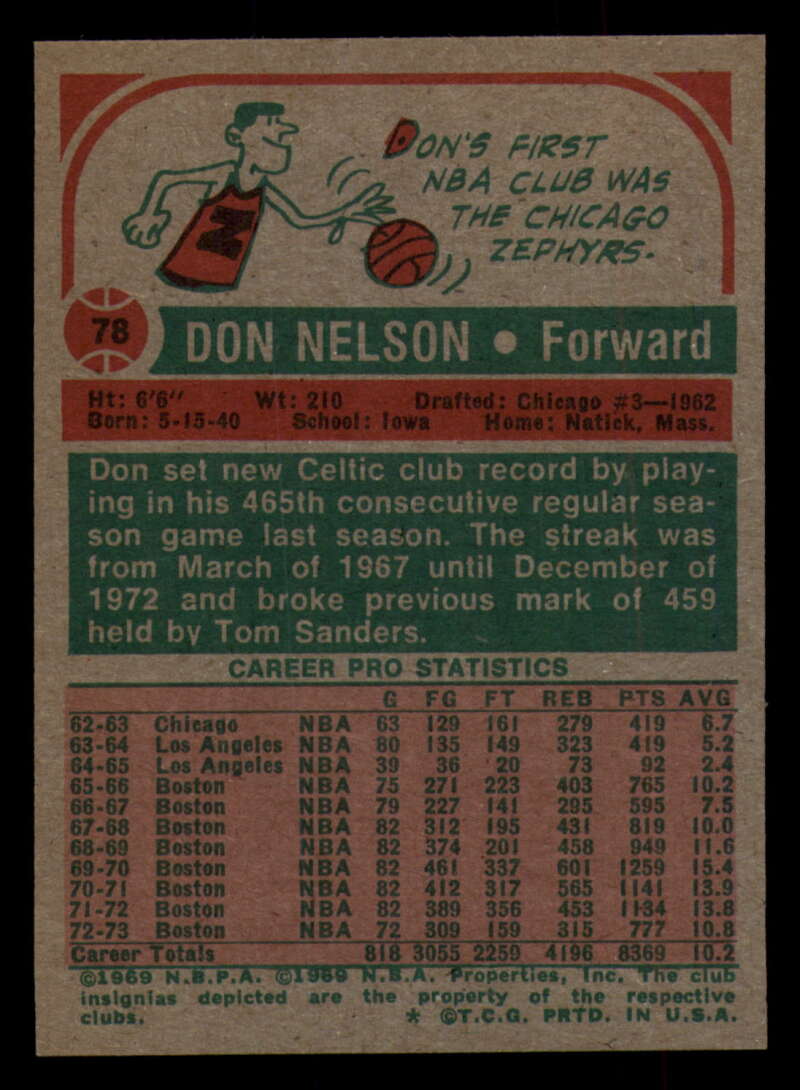 DON'S FIRST
NBA CLUB WAS
THE CHICAGO
ZEPHYRS.
N
78
DON NELSON • Forward
Ht: 6'6" Wt: 210 Drafted: Chicago #3—1962
Born: 5-15-40 School: Iowa Home: Natick, Mass.
Don set new Celtic club record by play-
ing in his 465th consecutive regular sea-
son game last season. The streak was
from March of 1967 until December of
1972 and broke previous mark of 459
held by Tom Sanders.
CAREER PRO STATISTICS
G FG FT REB PTS AVG
62-63 Chicago NBA 63 129 161 279 419 6.7
63-64 Los Angeles NBA 80 135 149 323 419 5.2
64-65 Los Angeles NBA 39 36 20 73 92 2.4
65-66 Boston NBA 75 271 223 403 765 10.2
66-67 Boston NBA 79 227 141 295 595 7.5
67-68 Boston NBA 82 312 195 431 819 10.0
68-69 Boston NBA 82 374 201 458 949 11.6
69-70 Boston NBA 82 461 337 601 1259 15.4
70-71 Boston NBA 82 412 317 565 1141 13.9
71-72 Boston NBA 82 389 356 453 1134 13.8
72-73 Boston NBA 72 309 159 315 777 10.8
Career Totals 818 3055 2259 4196 8369 10.2
©1969 N.B.P.A. ©1969 N.B.A. Properties, Inc. The club
insignias depicted are the property of the respective
clubs. * ©T.C.G. PRTD. IN U.S.A.